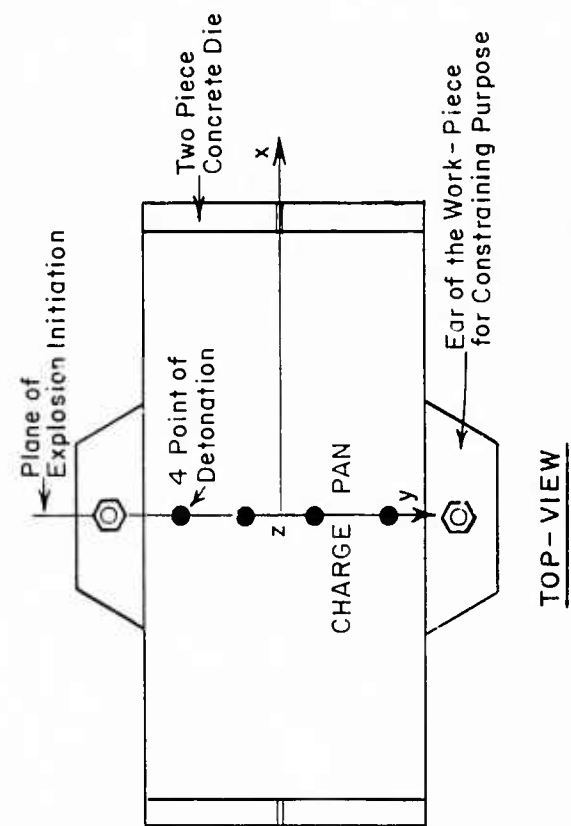 Plane of
Explosion Initiation
Two Piece
Concrete Die
4 Point of
Detonation
x
z
y
CHARGE PAN
Ear of the Work-Piece
for Constraining Purpose
TOP-VIEW